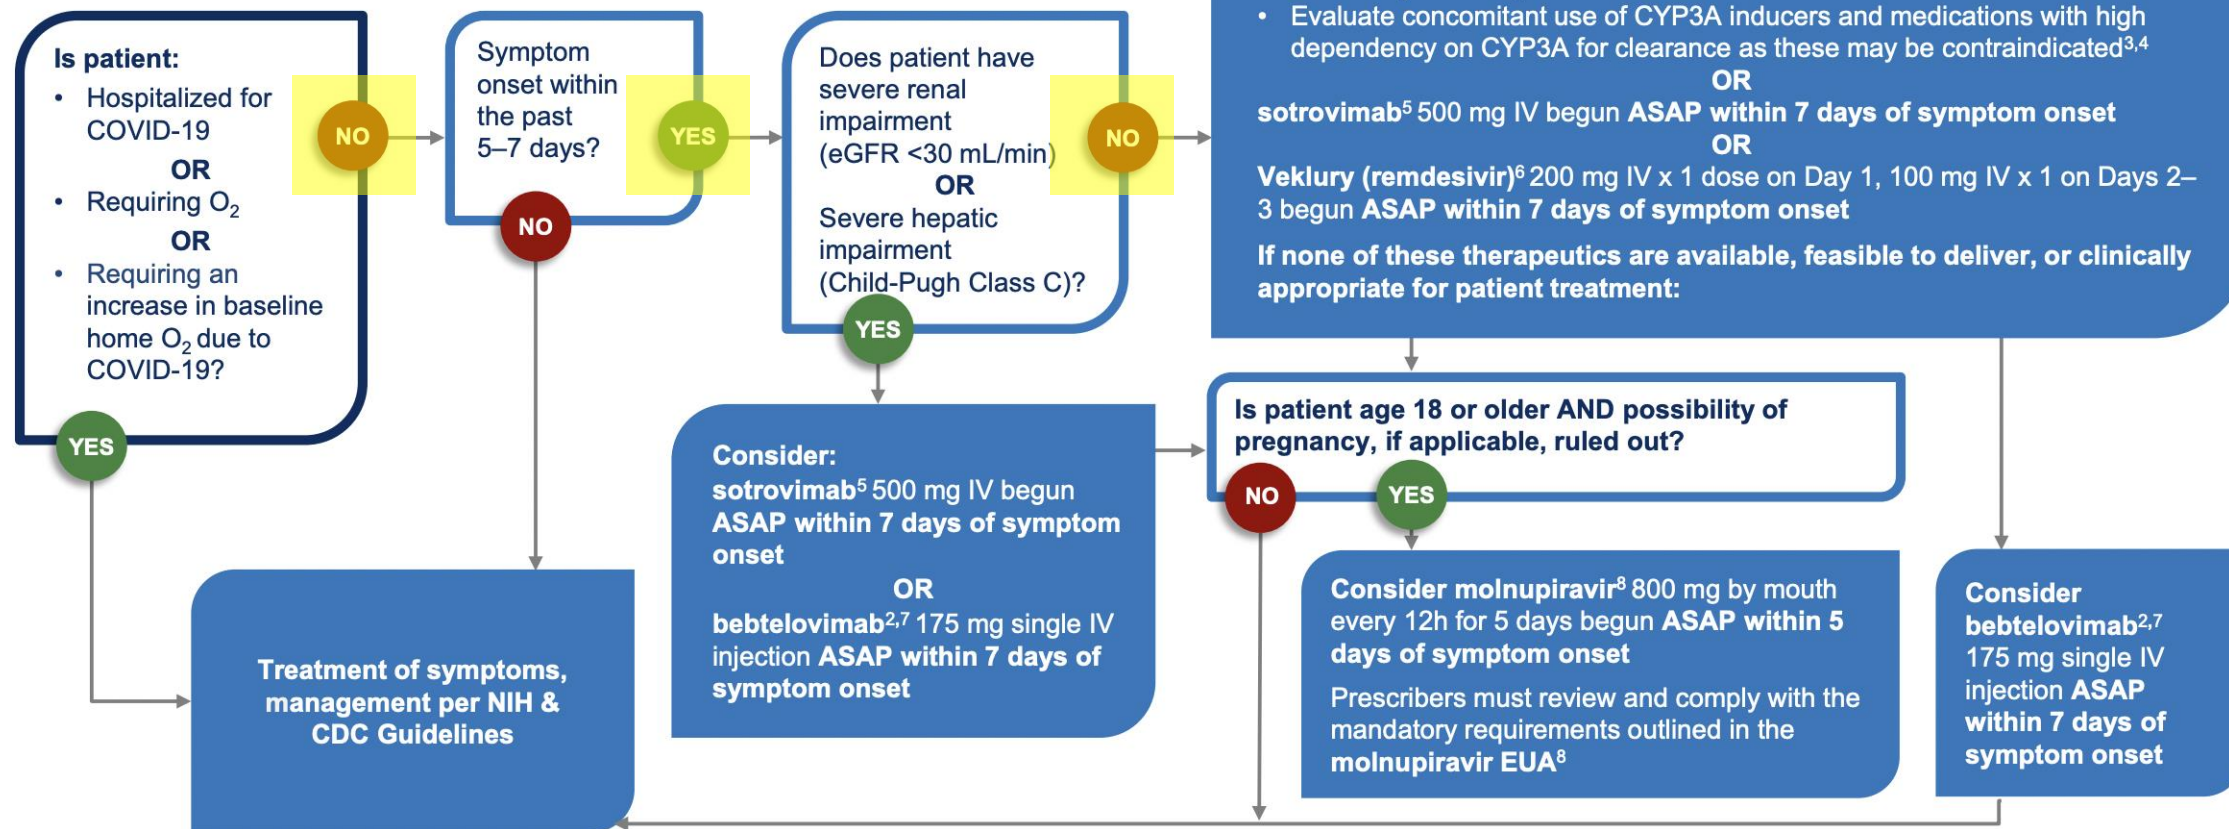 Is patient:
• Hospitalized for
COVID-19
OR
• Requiring O₂
OR
• Requiring an
increase in baseline
home O₂ due to
COVID-19?
NO
YES
Symptom
onset within
the past
5–7 days?
YES
NO
Does patient have
severe renal
impairment
(eGFR <30 mL/min)
OR
Severe hepatic
impairment
(Child-Pugh Class C)?
NO
YES
• Evaluate concomitant use of CYP3A inducers and medications with high
dependency on CYP3A for clearance as these may be contraindicated³,⁴
OR
sotrovimab⁵ 500 mg IV begun ASAP within 7 days of symptom onset
OR
Veklury (remdesivir)⁶ 200 mg IV x 1 dose on Day 1, 100 mg IV x 1 on Days 2–
3 begun ASAP within 7 days of symptom onset
If none of these therapeutics are available, feasible to deliver, or clinically
appropriate for patient treatment:
Consider:
sotrovimab⁵ 500 mg IV begun
ASAP within 7 days of symptom
onset
OR
bebtelovimab²,⁷ 175 mg single IV
injection ASAP within 7 days of
symptom onset
Is patient age 18 or older AND possibility of
pregnancy, if applicable, ruled out?
NO
YES
Treatment of symptoms,
management per NIH &
CDC Guidelines
Consider molnupiravir⁸ 800 mg by mouth
every 12h for 5 days begun ASAP within 5
days of symptom onset
Prescribers must review and comply with the
mandatory requirements outlined in the
molnupiravir EUA⁸
Consider
bebtelovimab²,⁷
175 mg single IV
injection ASAP
within 7 days of
symptom onset